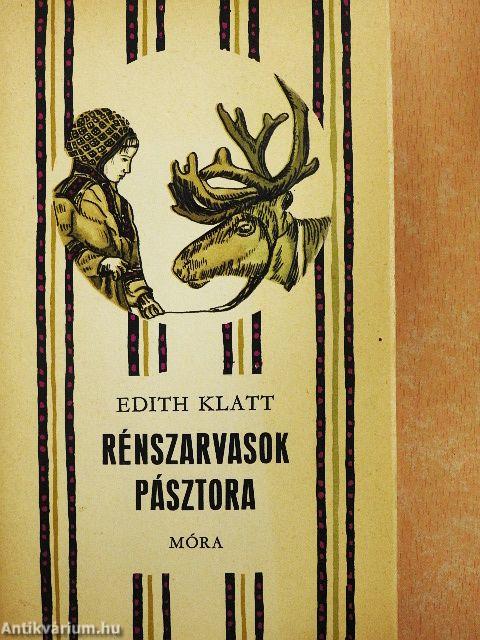 EDITH KLATT
RÉNSZARVASOK
PÁSZTORA
MÓRA
Antikvarium.hu